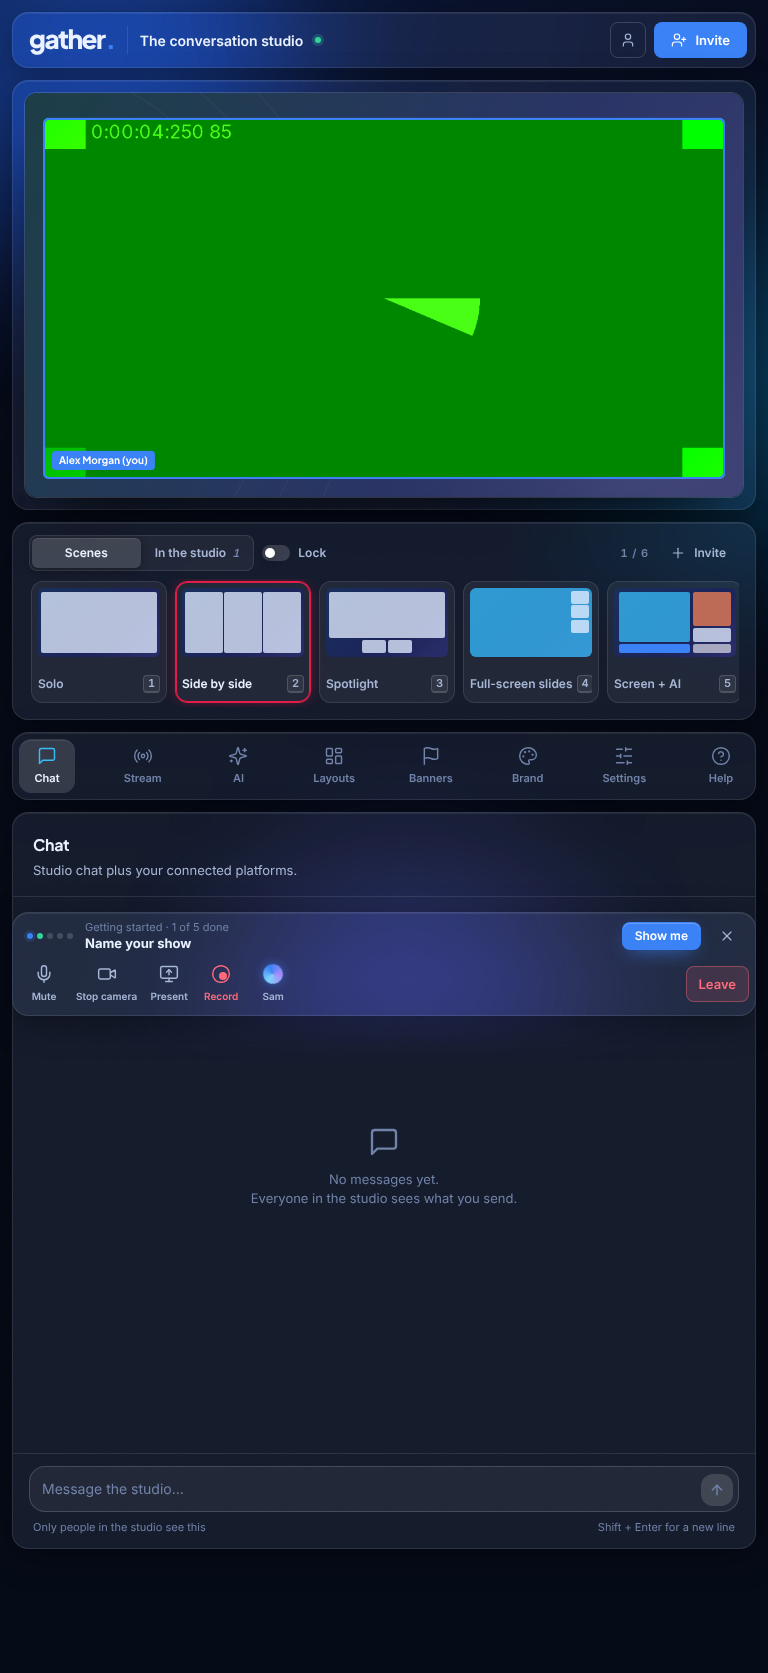 gather.
The conversation studio
Invite
0:00:04:250 85
Alex Morgan (you)
Scenes
In the studio 1
Lock
1 / 6
Invite
Solo 1
Side by side 2
Spotlight 3
Full-screen slides 4
Screen + AI 5
Chat
Stream
AI
Layouts
Banners
Brand
Settings
Help
Chat
Studio chat plus your connected platforms.
Getting started · 1 of 5 done
Name your show
Show me
Mute
Stop camera
Present
Record
Sam
Leave
No messages yet.
Everyone in the studio sees what you send.
Message the studio...
Only people in the studio see this
Shift + Enter for a new line